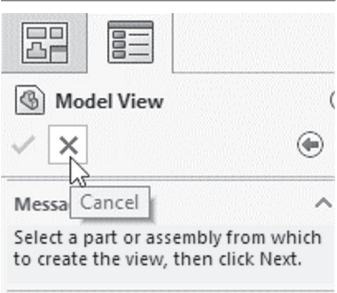 Model View
Cancel
Messa
Select a part or assembly from which
to create the view, then click Next.